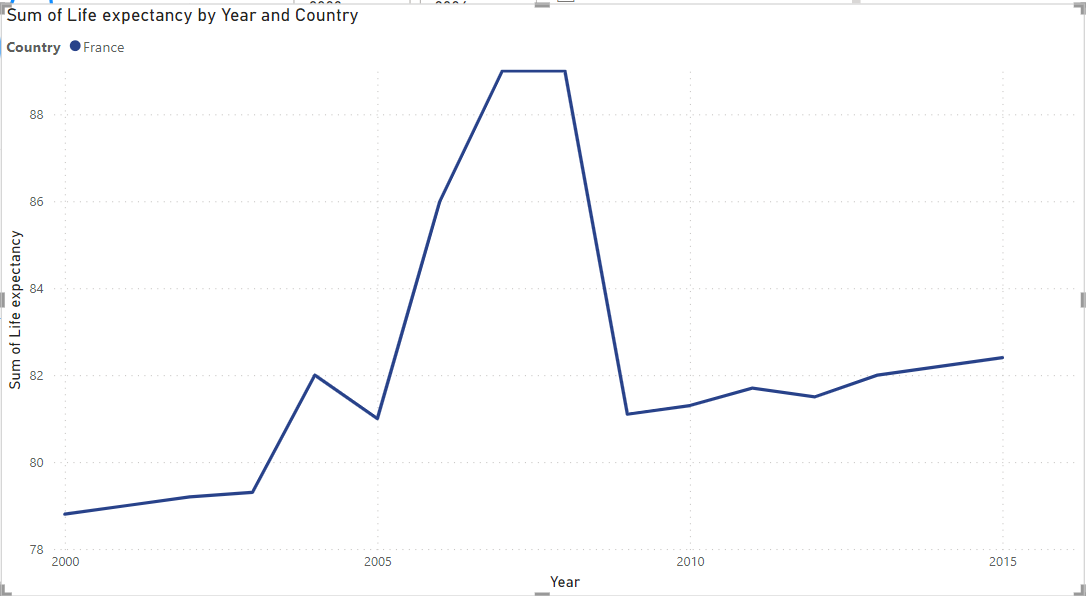 Sum of Life expectancy by Year and Country
Country France
88
86
84
82
80
78
Sum of Life expectancy
2000 2005 2010 2015
Year